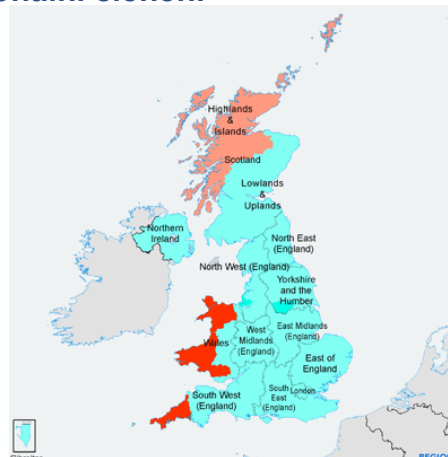 Highlands
&
Islands
Scotland
Lowlands
&
Uplands
Northern
Ireland
North East
(England)
North West (England)
Yorkshire
and the
Humber
East Midlands
(England)
West
Midlands
(England)
Wales
East of
England
South West
(England)
South
East
(England)
London